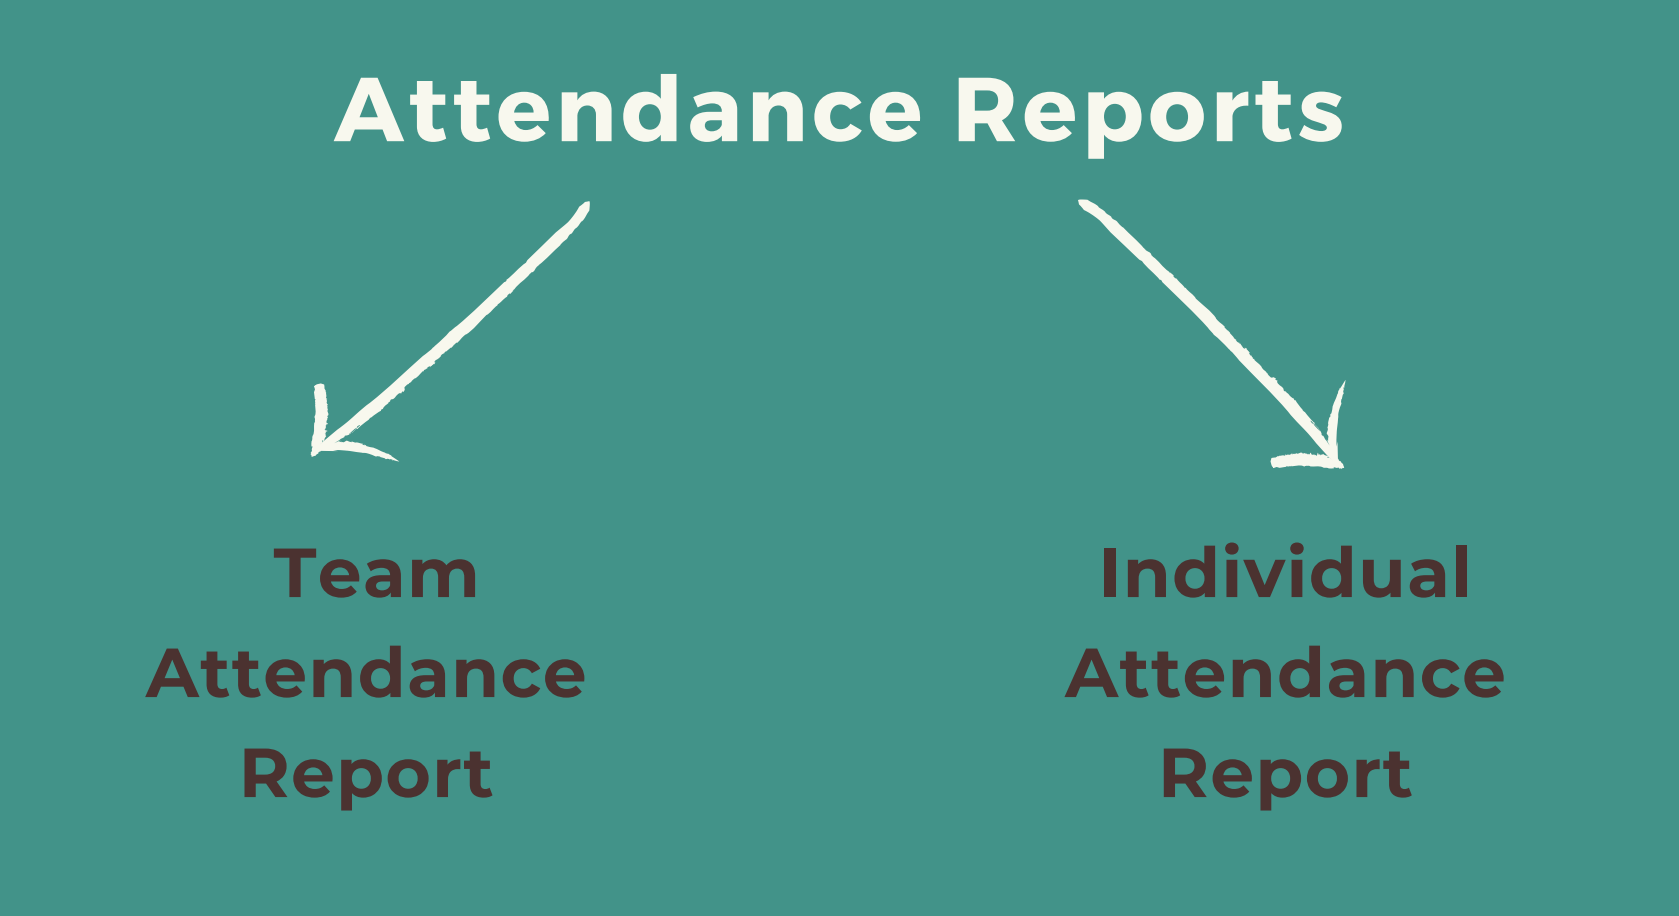 Attendance Reports
Team
Attendance
Report
Individual
Attendance
Report